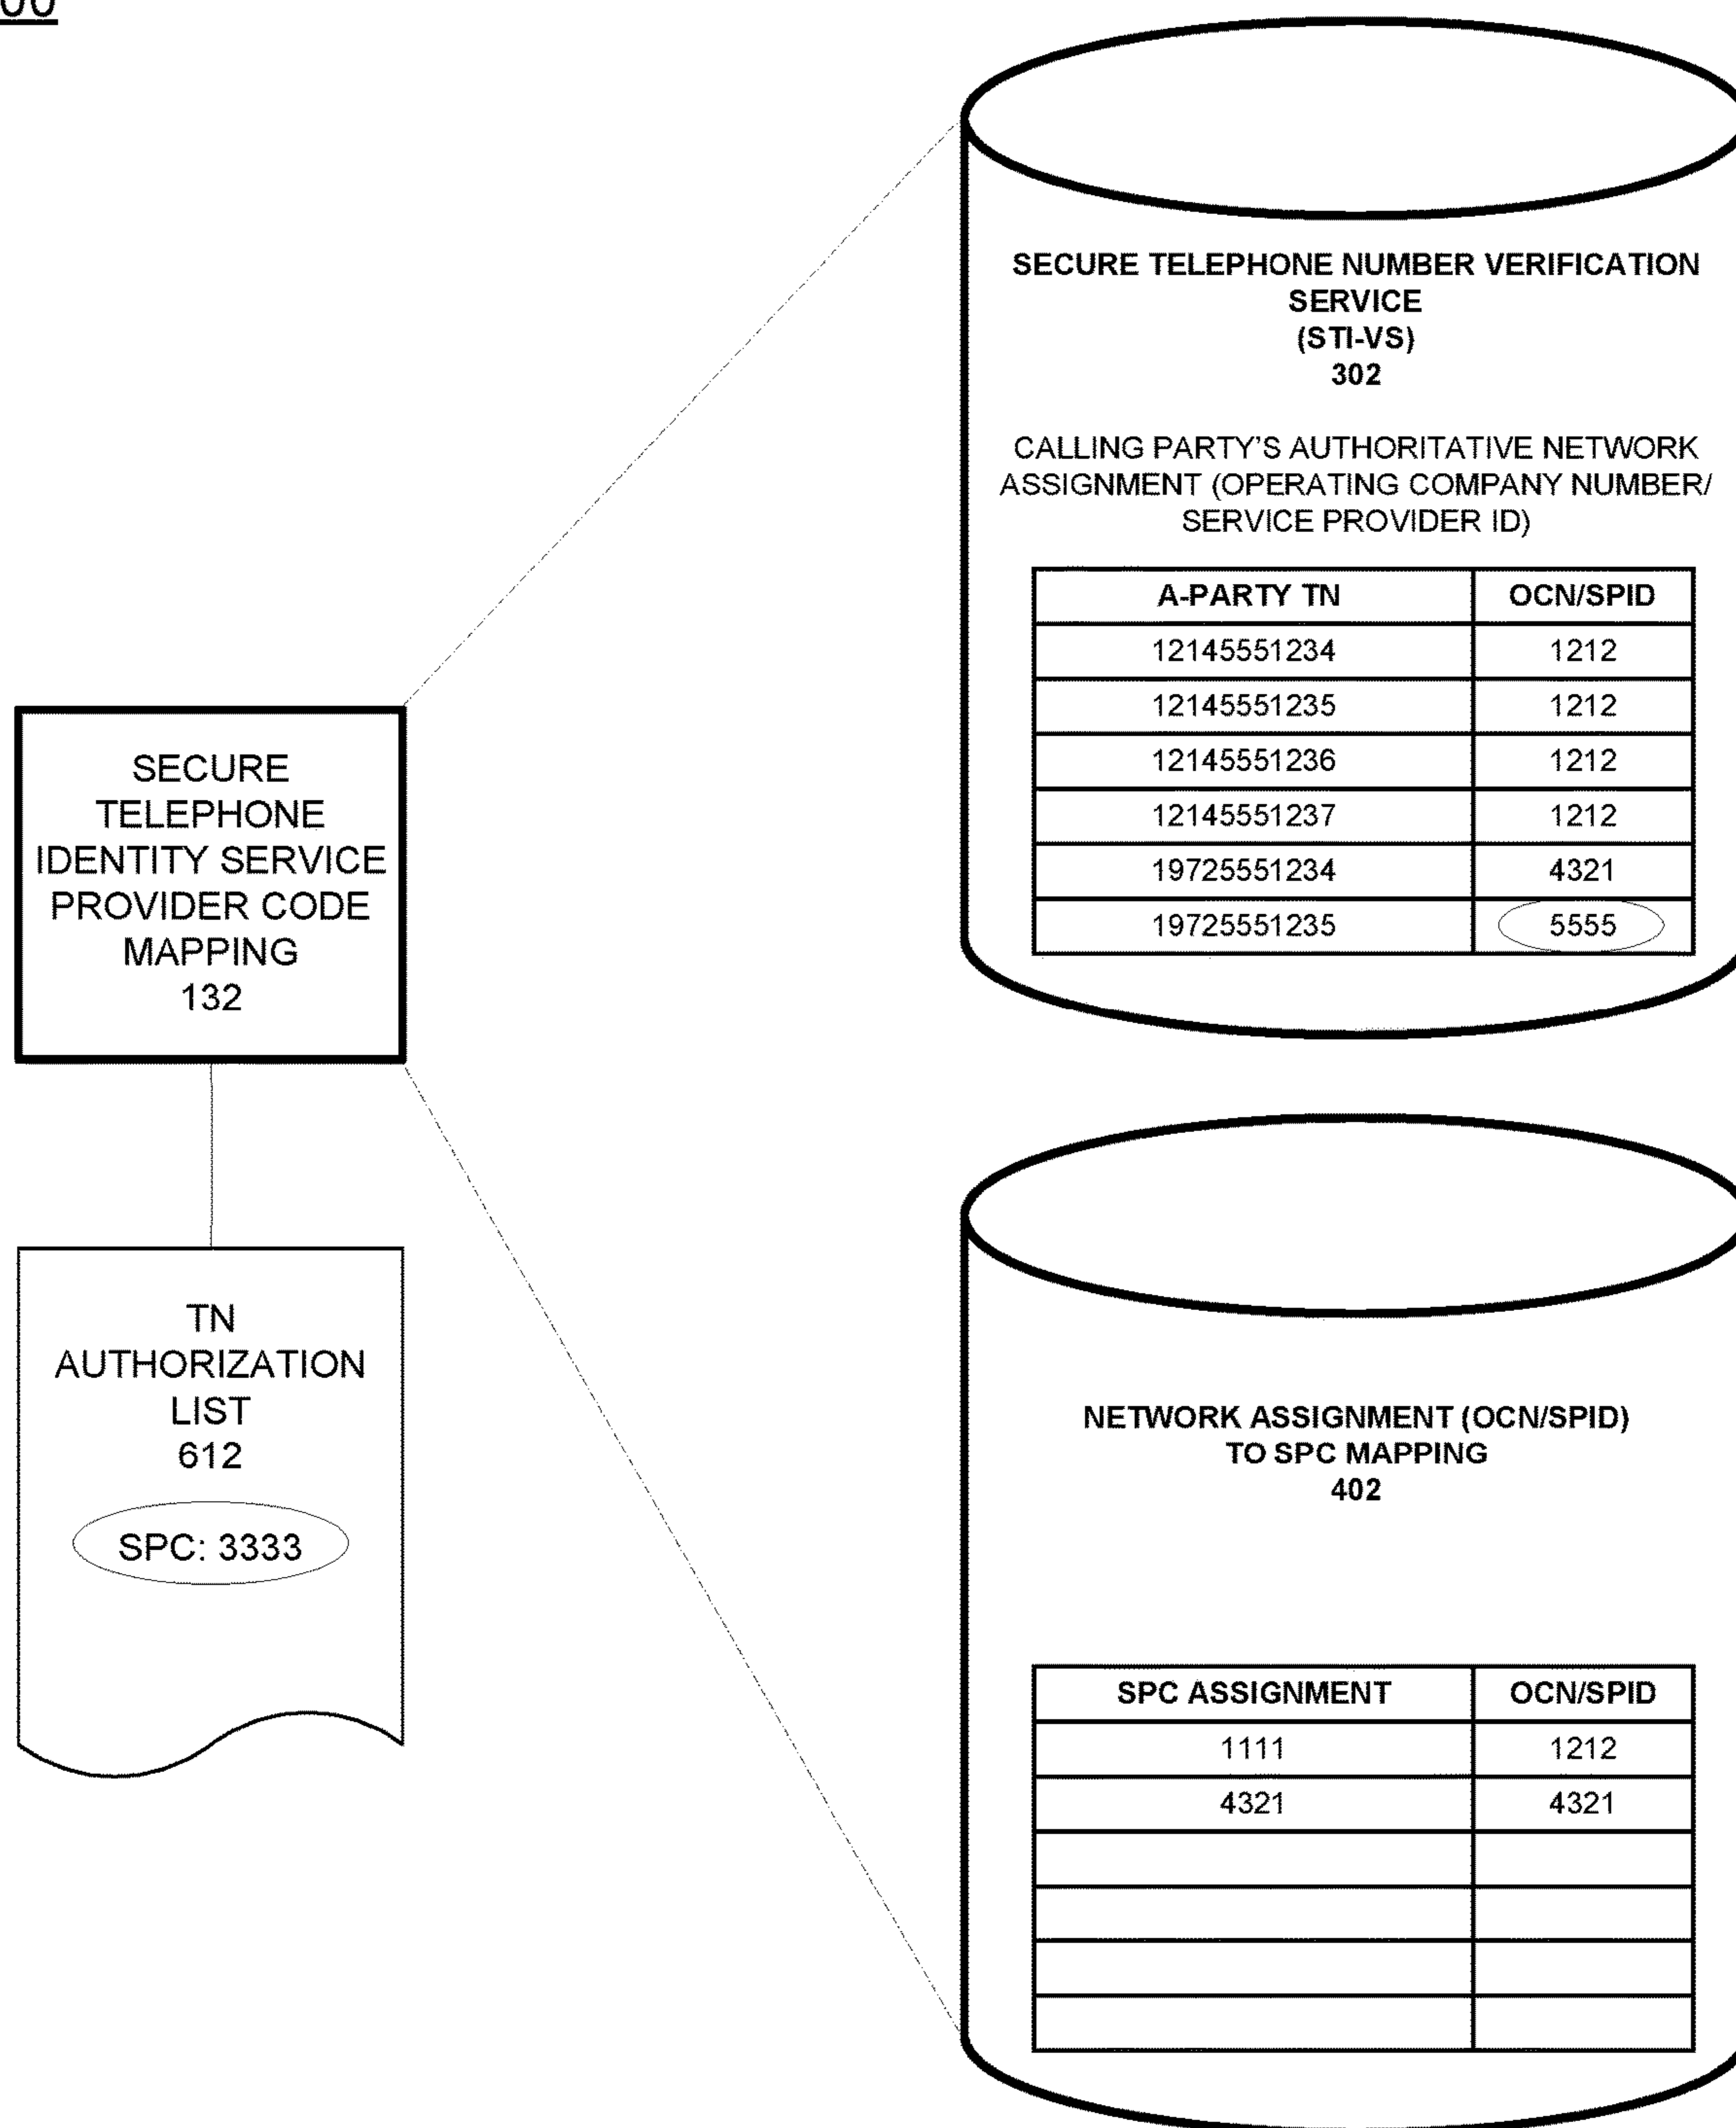 SECURE TELEPHONE NUMBER VERIFICATION
SERVICE
(STI-VS)
302
CALLING PARTY'S AUTHORITATIVE NETWORK
ASSIGNMENT (OPERATING COMPANY NUMBER/
SERVICE PROVIDER ID)
A-PARTY TN OCN/SPID
12145551234 1212
12145551235 1212
12145551236 1212
12145551237 1212
19725551234 4321
19725551235 5555
SECURE
TELEPHONE
IDENTITY SERVICE
PROVIDER CODE
MAPPING
132
TN
AUTHORIZATION
LIST
612
SPC: 3333
NETWORK ASSIGNMENT (OCN/SPID)
TO SPC MAPPING
402
SPC ASSIGNMENT OCN/SPID
1111 1212
4321 4321